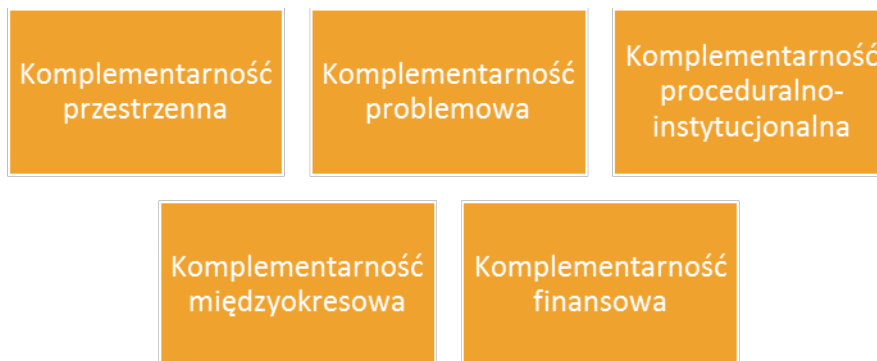 Komplementarność
przestrzenna
Komplementarność
problemowa
Komplementarność
proceduralno-
instytucjonalna
Komplementarność
międzyokresowa
Komplementarność
finansowa